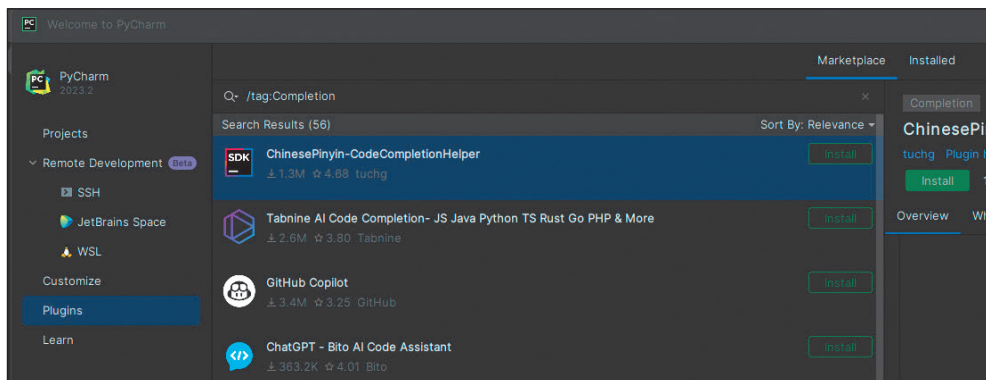 PC Welcome to PyCharm
PC PyCharm
2023.2
Projects
Remote Development Beta
SSH
JetBrains Space
WSL
Customize
Plugins
Learn
Marketplace Installed
/tag:Completion
Search Results (56) Sort By: Relevance
SDK ChinesePinyin-CodeCompletionHelper Install
1.3M 4.68 tuchg
Tabnine AI Code Completion- JS Java Python TS Rust Go PHP & More Install
2.6M 3.80 Tabnine
GitHub Copilot Install
3.4M 3.25 GitHub
</> ChatGPT - Bito AI Code Assistant Install
363.2K 4.01 Bito
Completion
ChinesePi
tuchg Plugin
Install
Overview Wh